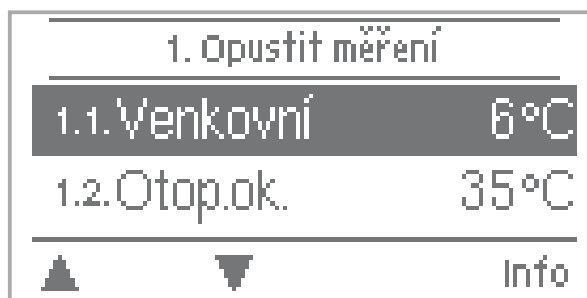 1. Opustit měření
1.1. Venkovní 6°C
1.2. Otop.ok. 35°C
Info